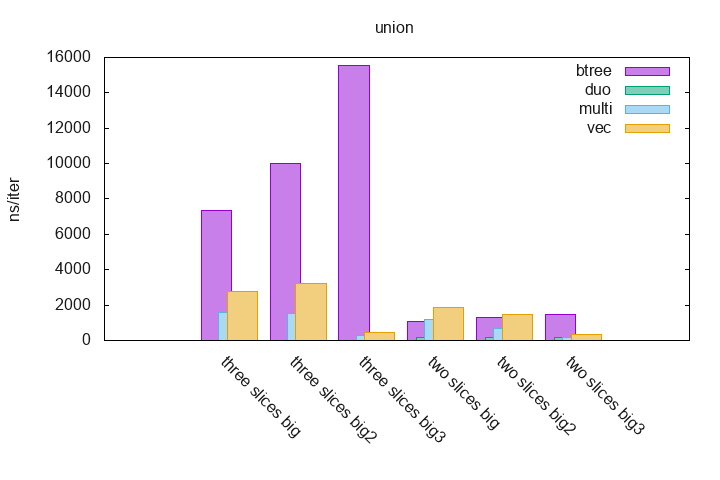 union
ns/iter
16000
14000
12000
10000
8000
6000
4000
2000
0
btree
duo
multi
vec
three slices big
three slices big2
three slices big3
two slices big
two slices big2
two slices big3